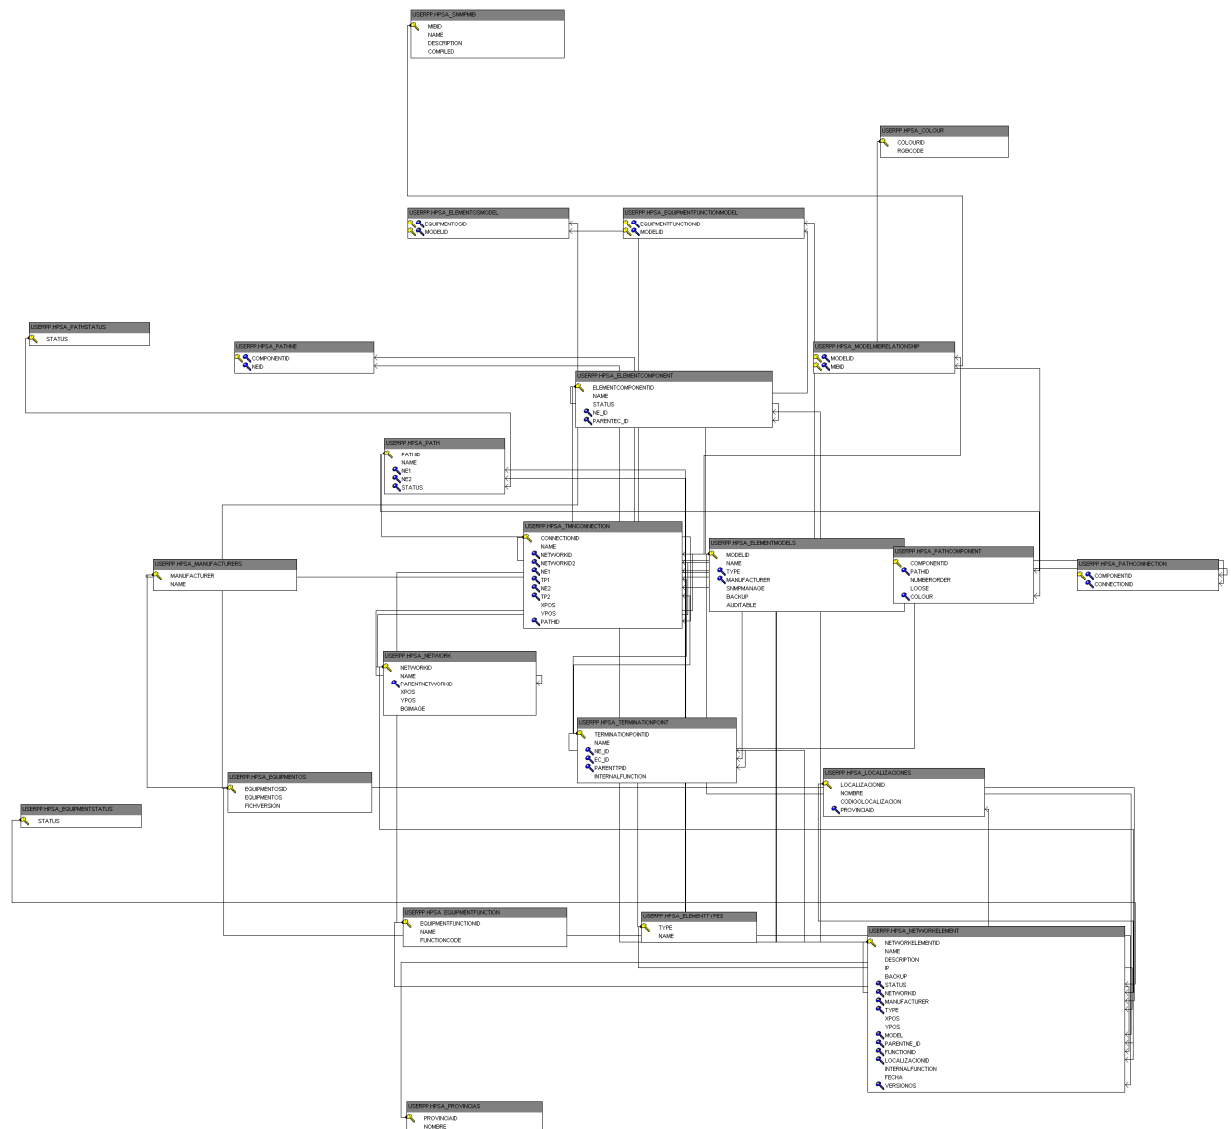 USERPP.HPSA_SNMPMIB
MIBID
NAME
DESCRIPTION
COMPILED
USERPP.HPSA_COLOUR
COLOURID
RGBCODE
USERPP.HPSA_ELEMENTOSMODEL
EQUIPMENTOSID
MODELID
USERPP.HPSA_EQUIPMENTFUNCTIONMODEL
EQUIPMENTFUNCTIONID
MODELID
USERPP.HPSA_PATHSTATUS
STATUS
USERPP.HPSA_PATHNE
COMPONENTID
NEID
USERPP.HPSA_MODELMIBRELATIONSHIP
MODELID
MIBID
USERPP.HPSA_ELEMENTCOMPONENT
ELEMENTCOMPONENTID
NAME
STATUS
NE_ID
PARENTEC_ID
USERPP.HPSA_PATH
PATHID
NAME
NE1
NE2
STATUS
USERPP.HPSA_TMNCONNECTION
CONNECTIONID
NAME
NETWORKID
NETWORKID2
NE1
TP1
NE2
TP2
XPOS
YPOS
PATHID
USERPP.HPSA_ELEMENTMODELS
MODELID
NAME
TYPE
MANUFACTURER
SNMPMANAGE
BACKUP
AUDITABLE
USERPP.HPSA_PATHCOMPONENT
COMPONENTID
PATHID
NUMBERORDER
LOOSE
COLOUR
USERPP.HPSA_PATHCONNECTION
COMPONENTID
CONNECTIONID
USERPP.HPSA_MANUFACTURERS
MANUFACTURER
NAME
USERPP.HPSA_NETWORK
NETWORKID
NAME
PARENTNETWORKID
XPOS
YPOS
BGIMAGE
USERPP.HPSA_TERMINATIONPOINT
TERMINATIONPOINTID
NAME
NE_ID
EC_ID
PARENTTPID
INTERNALFUNCTION
USERPP.HPSA_EQUIPMENTOS
EQUIPMENTOSID
EQUIPMENTOS
FICHVERSION
USERPP.HPSA_LOCALIZACIONES
LOCALIZACIONID
NOMBRE
CODIGOLOCALIZACION
PROVINCIAID
USERPP.HPSA_EQUIPMENTSTATUS
STATUS
USERPP.HPSA_EQUIPMENTFUNCTION
EQUIPMENTFUNCTIONID
NAME
FUNCTIONCODE
USERPP.HPSA_ELEMENTTYPES
TYPE
NAME
USERPP.HPSA_NETWORKELEMENT
NETWORKELEMENTID
NAME
DESCRIPTION
IP
BACKUP
STATUS
NETWORKID
MANUFACTURER
TYPE
XPOS
YPOS
MODEL
PARENTNE_ID
FUNCTIONID
LOCALIZACIONID
INTERNALFUNCTION
FECHA
VERSIONOS
USERPP.HPSA_PROVINCIAS
PROVINCIAID
NOMBRE